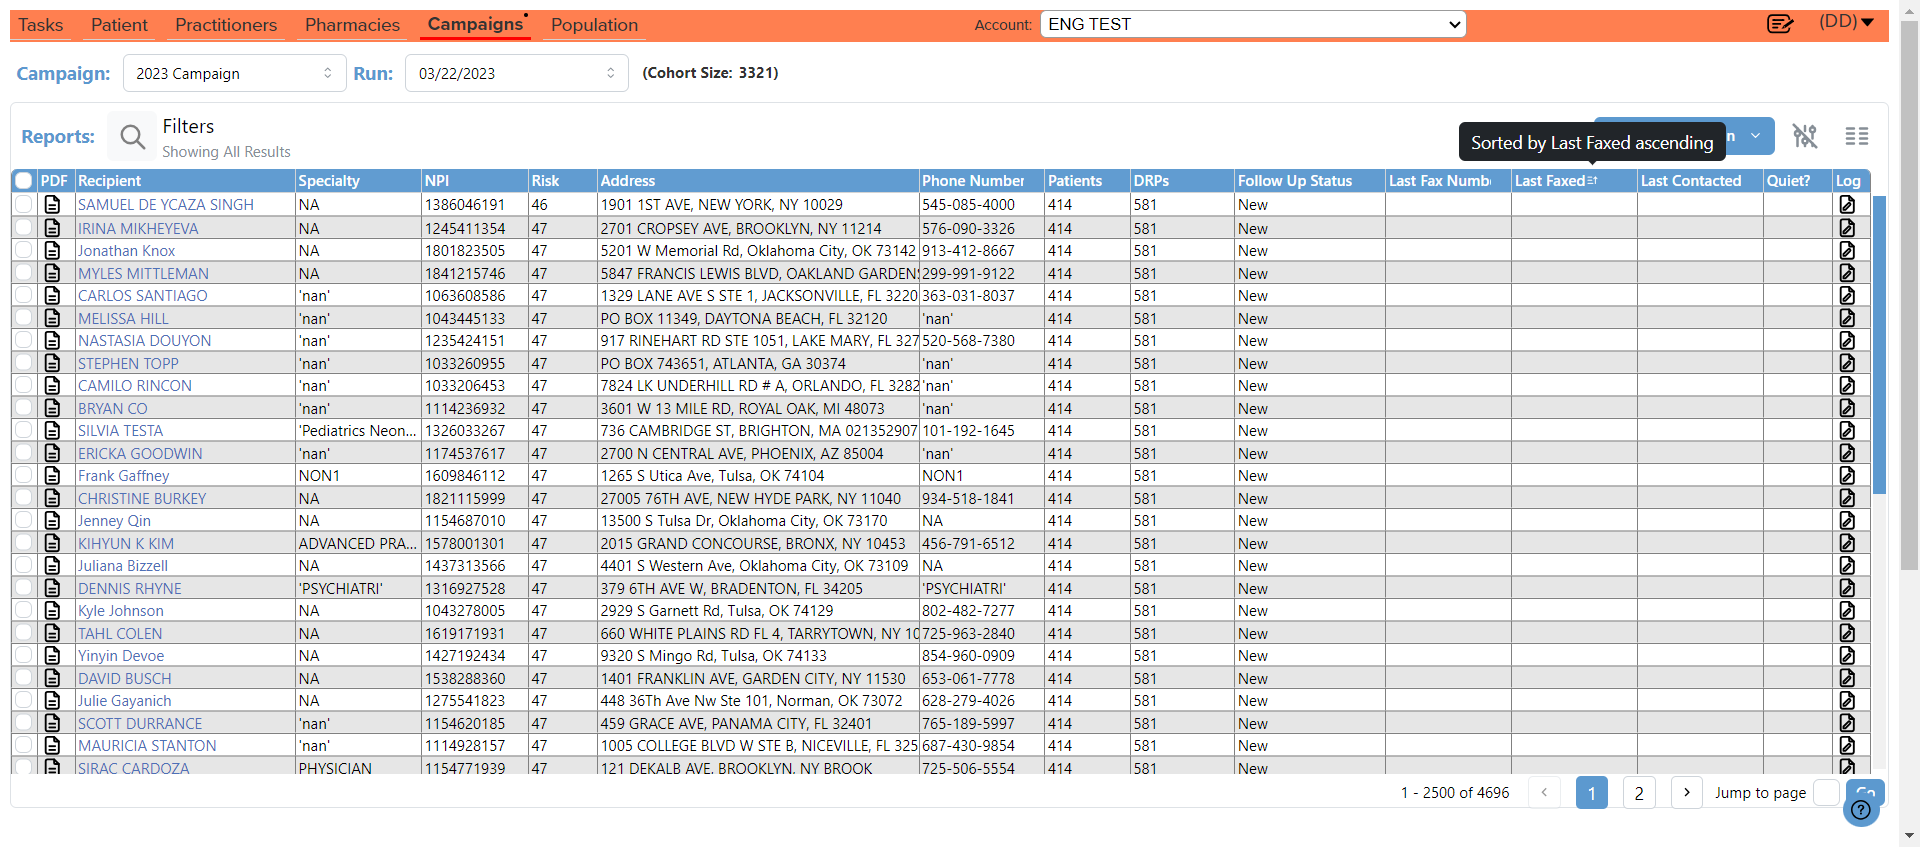 Tasks Patient Practitioners Pharmacies Campaigns Population Account: ENG TEST (DD)
Campaign: 2023 Campaign Run: 03/22/2023 (Cohort Size: 3321)
Reports: Filters
Showing All Results
Sorted by Last Faxed ascending
PDF Recipient Specialty NPI Risk Address Phone Number Patients DRPs Follow Up Status Last Fax Numb Last Faxed Last Contacted Quiet? Log
SAMUEL DE YCAZA SINGH NA 1386046191 46 1901 1ST AVE, NEW YORK, NY 10029 545-085-4000 414 581 New
IRINA MIKHEYEVA NA 1245411354 47 2701 CROPSEY AVE, BROOKLYN, NY 11214 576-090-3326 414 581 New
Jonathan Knox NA 1801823505 47 5201 W Memorial Rd, Oklahoma City, OK 73142 913-412-8667 414 581 New
MYLES MITTLEMAN NA 1841215746 47 5847 FRANCIS LEWIS BLVD, OAKLAND GARDENS 299-991-9122 414 581 New
CARLOS SANTIAGO 'nan' 1063608586 47 1329 LANE AVE S STE 1, JACKSONVILLE, FL 3220 363-031-8037 414 581 New
MELISSA HILL 'nan' 1043445133 47 PO BOX 11349, DAYTONA BEACH, FL 32120 'nan' 414 581 New
NASTASIA DOUYON 'nan' 1235424151 47 917 RINEHART RD STE 1051, LAKE MARY, FL 327 520-568-7380 414 581 New
STEPHEN TOPP 'nan' 1033260955 47 PO BOX 743651, ATLANTA, GA 30374 'nan' 414 581 New
CAMILO RINCON 'nan' 1033206453 47 7824 LK UNDERHILL RD # A, ORLANDO, FL 3282 'nan' 414 581 New
BRYAN CO 'nan' 1114236932 47 3601 W 13 MILE RD, ROYAL OAK, MI 48073 'nan' 414 581 New
SILVIA TESTA 'Pediatrics Neon... 1326033267 47 736 CAMBRIDGE ST, BRIGHTON, MA 021352907 101-192-1645 414 581 New
ERICKA GOODWIN 'nan' 1174537617 47 2700 N CENTRAL AVE, PHOENIX, AZ 85004 'nan' 414 581 New
Frank Gaffney NON1 1609846112 47 1265 S Utica Ave, Tulsa, OK 74104 NON1 414 581 New
CHRISTINE BURKEY NA 1821115999 47 27005 76TH AVE, NEW HYDE PARK, NY 11040 934-518-1841 414 581 New
Jenney Qin NA 1154687010 47 13500 S Tulsa Dr, Oklahoma City, OK 73170 NA 414 581 New
KIHYUN K KIM ADVANCED PRA... 1578001301 47 2015 GRAND CONCOURSE, BRONX, NY 10453 456-791-6512 414 581 New
Juliana Bizzell NA 1437313566 47 4401 S Western Ave, Oklahoma City, OK 73109 NA 414 581 New
DENNIS RHYNE 'PSYCHIATRI' 1316927528 47 379 6TH AVE W, BRADENTON, FL 34205 'PSYCHIATRI' 414 581 New
Kyle Johnson NA 1043278005 47 2929 S Garnett Rd, Tulsa, OK 74129 802-482-7277 414 581 New
TAHL COLEN NA 1619171931 47 660 WHITE PLAINS RD FL 4, TARRYTOWN, NY 10 725-963-2840 414 581 New
Yinyin Devoe NA 1427192434 47 9320 S Mingo Rd, Tulsa, OK 74133 854-960-0909 414 581 New
DAVID BUSCH NA 1538288360 47 1401 FRANKLIN AVE, GARDEN CITY, NY 11530 653-061-7778 414 581 New
Julie Gayanich NA 1275541823 47 448 36Th Ave Nw Ste 101, Norman, OK 73072 628-279-4026 414 581 New
SCOTT DURRANCE 'nan' 1154620185 47 459 GRACE AVE, PANAMA CITY, FL 32401 765-189-5997 414 581 New
MAURICIA STANTON 'nan' 1114928157 47 1005 COLLEGE BLVD W STE B, NICEVILLE, FL 325 687-430-9854 414 581 New
SIRAC CARDOZA PHYSICIAN 1154771939 47 121 DEKALB AVE, BROOKLYN, NY BROOK 725-506-5554 414 581 New
1 - 2500 of 4696 1 2 Jump to page